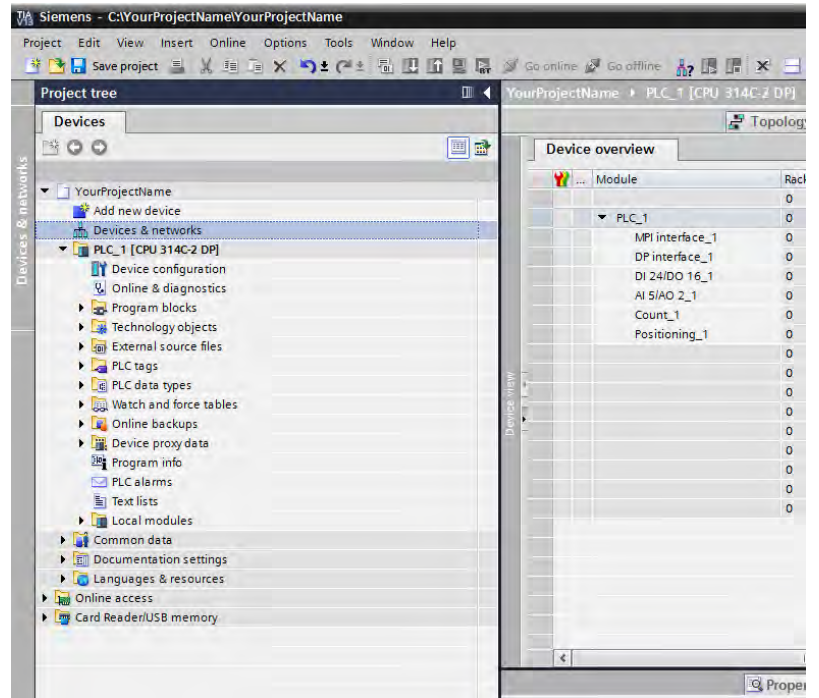 Siemens - C:\YourProjectName\YourProjectName
Project Edit View Insert Online Options Tools Window Help
Save project Go online Go offline
Project tree
YourProjectName PLC_1 [CPU 314C-2 DP]
Devices
Topology
Device overview
... Module Rack
0
PLC_1 0
MPI interface_1 0
DP interface_1 0
DI 24/DO 16_1 0
AI 5/AO 2_1 0
Count_1 0
Positioning_1 0
0
0
0
0
0
0
0
0
0
YourProjectName
Add new device
Devices & networks
PLC_1 [CPU 314C-2 DP]
Device configuration
Online & diagnostics
Program blocks
Technology objects
External source files
PLC tags
PLC data types
Watch and force tables
Online backups
Device proxy data
Program info
PLC alarms
Text lists
Local modules
Common data
Documentation settings
Languages & resources
Online access
Card Reader/USB memory
Devices & networks
Device view
Proper